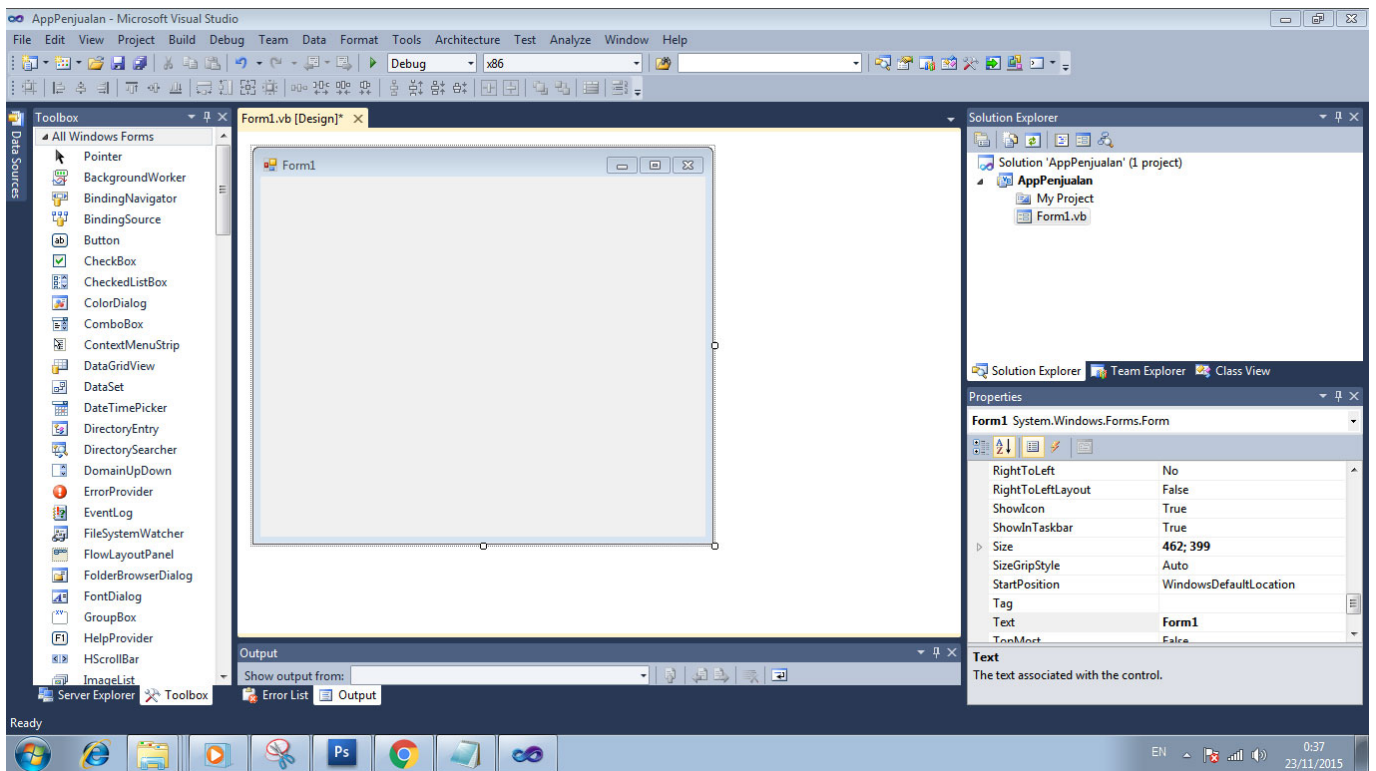 AppPenjualan - Microsoft Visual Studio
File Edit View Project Build Debug Team Data Format Tools Architecture Test Analyze Window Help
Debug x86
Toolbox
Data Sources
All Windows Forms
Pointer
BackgroundWorker
BindingNavigator
BindingSource
Button
CheckBox
CheckedListBox
ColorDialog
ComboBox
ContextMenuStrip
DataGridView
DataSet
DateTimePicker
DirectoryEntry
DirectorySearcher
DomainUpDown
ErrorProvider
EventLog
FileSystemWatcher
FlowLayoutPanel
FolderBrowserDialog
FontDialog
GroupBox
HelpProvider
HScrollBar
ImageList
Server Explorer Toolbox
Form1.vb [Design]*
Form1
Output
Show output from:
Error List Output
Solution Explorer
Solution 'AppPenjualan' (1 project)
AppPenjualan
My Project
Form1.vb
Solution Explorer Team Explorer Class View
Properties
Form1 System.Windows.Forms.Form
RightToLeft No
RightToLeftLayout False
ShowIcon True
ShowInTaskbar True
Size 462; 399
SizeGripStyle Auto
StartPosition WindowsDefaultLocation
Tag
Text Form1
TopMost False
Text
The text associated with the control.
Ready
Ps
EN
0:37
23/11/2015